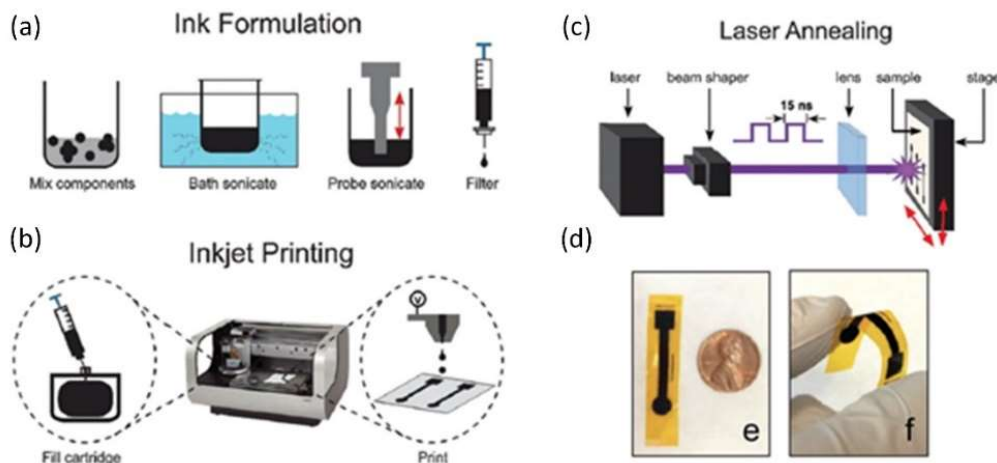 (a)
Ink Formulation
Mix components
Bath sonicate
Probe sonicate
Filter
(b)
Inkjet Printing
Fill cartridge
V
Print
(c)
Laser Annealing
laser
beam shaper
lens
sample
stage
15 ns
(d)
e
f